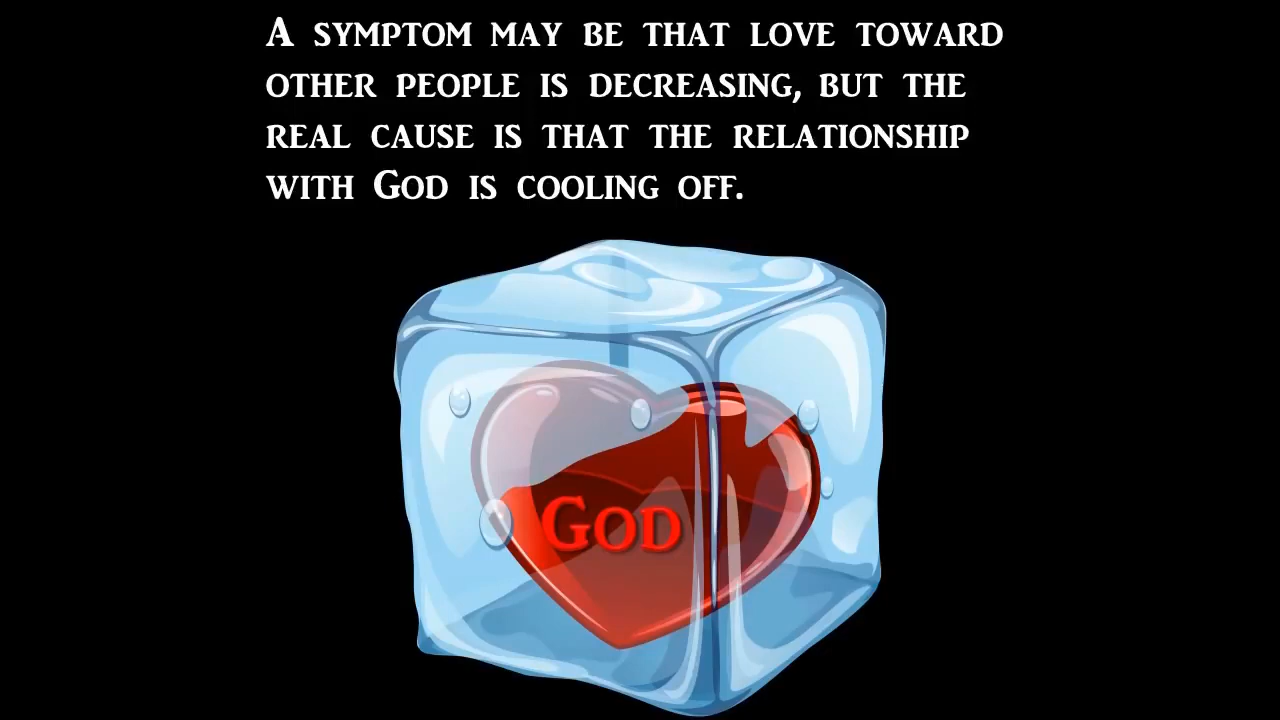 A symptom may be that love toward
other people is decreasing, but the
real cause is that the relationship
with God is cooling off.
God